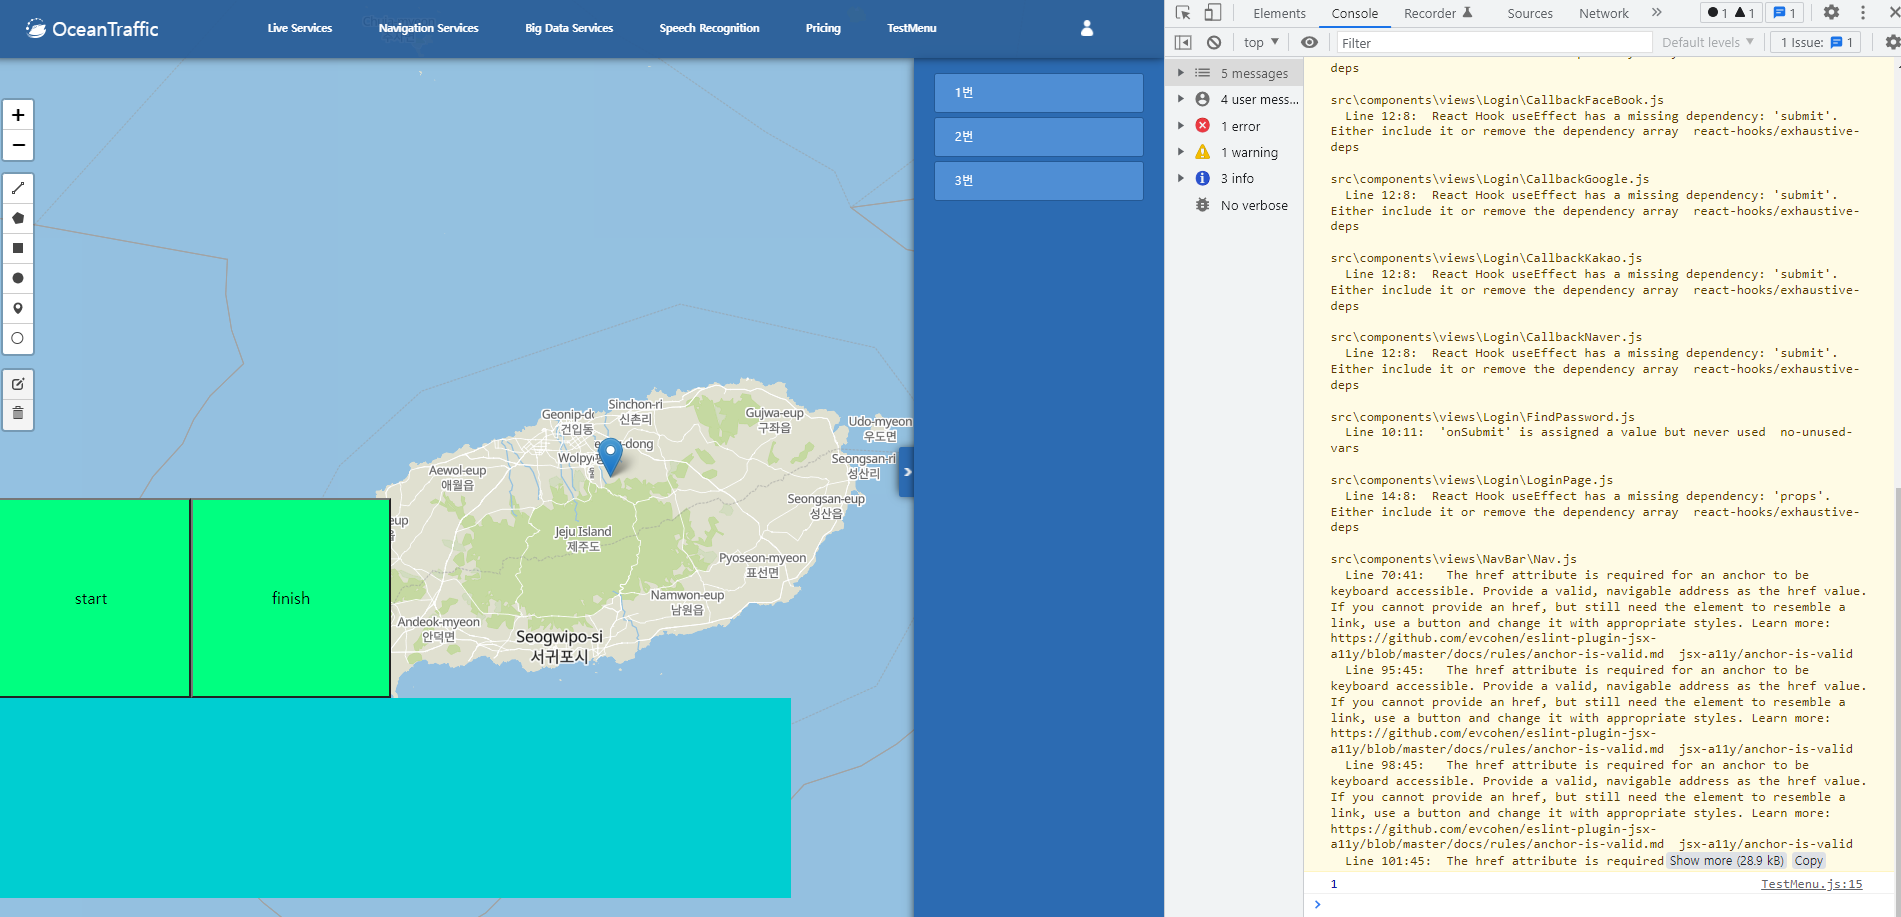 OceanTraffic
Live Services
Navigation Services
Big Data Services
Speech Recognition
Pricing
TestMenu
1번
2번
3번
+
−
Sinchon-ri
신촌리
건입동
Gujwa-eup
구좌읍
Udo-myeon
우도면
Aewol-eup
애월읍
Seongsan-ri
성산리
Seongsan-eup
성산읍
Jeju Island
제주도
Pyoseon-myeon
표선면
Namwon-eup
남원읍
Andeok-myeon
안덕면
Seogwipo-si
서귀포시
start
finish
Elements
Console
Recorder
Sources
Network
1
1
1
top
Filter
Default levels
1 Issue:
1
5 messages
4 user mess...
1 error
1 warning
3 info
No verbose
deps
src\components\views\Login\CallbackFaceBook.js
Line 12:8: React Hook useEffect has a missing dependency: 'submit'.
Either include it or remove the dependency array react-hooks/exhaustive-
deps
src\components\views\Login\CallbackGoogle.js
Line 12:8: React Hook useEffect has a missing dependency: 'submit'.
Either include it or remove the dependency array react-hooks/exhaustive-
deps
src\components\views\Login\CallbackKakao.js
Line 12:8: React Hook useEffect has a missing dependency: 'submit'.
Either include it or remove the dependency array react-hooks/exhaustive-
deps
src\components\views\Login\CallbackNaver.js
Line 12:8: React Hook useEffect has a missing dependency: 'submit'.
Either include it or remove the dependency array react-hooks/exhaustive-
deps
src\components\views\Login\FindPassword.js
Line 10:11: 'onSubmit' is assigned a value but never used no-unused-
vars
src\components\views\Login\LoginPage.js
Line 14:8: React Hook useEffect has a missing dependency: 'props'.
Either include it or remove the dependency array react-hooks/exhaustive-
deps
src\components\views\NavBar\Nav.js
Line 70:41: The href attribute is required for an anchor to be
keyboard accessible. Provide a valid, navigable address as the href value.
If you cannot provide an href, but still need the element to resemble a
link, use a button and change it with appropriate styles. Learn more:
https://github.com/evcohen/eslint-plugin-jsx-
a11y/blob/master/docs/rules/anchor-is-valid.md jsx-a11y/anchor-is-valid
Line 95:45: The href attribute is required for an anchor to be
keyboard accessible. Provide a valid, navigable address as the href value.
If you cannot provide an href, but still need the element to resemble a
link, use a button and change it with appropriate styles. Learn more:
https://github.com/evcohen/eslint-plugin-jsx-
a11y/blob/master/docs/rules/anchor-is-valid.md jsx-a11y/anchor-is-valid
Line 98:45: The href attribute is required for an anchor to be
keyboard accessible. Provide a valid, navigable address as the href value.
If you cannot provide an href, but still need the element to resemble a
link, use a button and change it with appropriate styles. Learn more:
https://github.com/evcohen/eslint-plugin-jsx-
a11y/blob/master/docs/rules/anchor-is-valid.md jsx-a11y/anchor-is-valid
Line 101:45: The href attribute is required Show more (28.9 kB) Copy
1 TestMenu.js:15